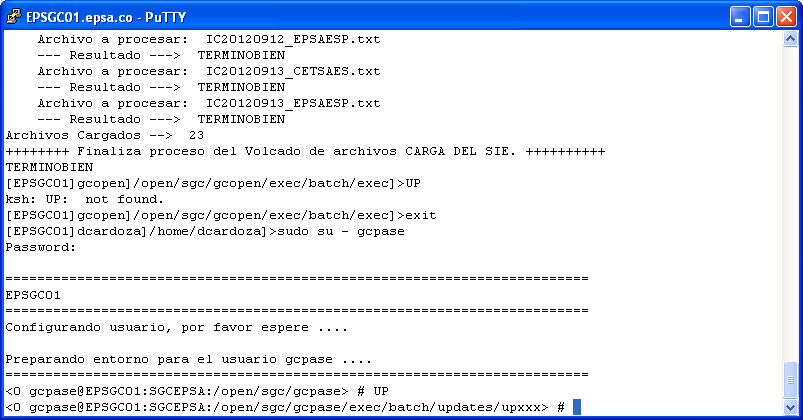 EPSGC01.epsa.co - PuTTY
Archivo a procesar:  IC20120912_EPSAESP.txt
--- Resultado --->  TERMINOBIEN
Archivo a procesar:  IC20120913_CETSAES.txt
--- Resultado --->  TERMINOBIEN
Archivo a procesar:  IC20120913_EPSAESP.txt
--- Resultado --->  TERMINOBIEN
Archivos Cargados -->  23
++++++++ Finaliza proceso del Volcado de archivos CARGA DEL SIE. ++++++++++
TERMINOBIEN
[EPSGC01]gcopen]/open/sgc/gcopen/exec/batch/exec]>UP
ksh: UP:  not found.
[EPSGC01]gcopen]/open/sgc/gcopen/exec/batch/exec]>exit
[EPSGC01]dcardoza]/home/dcardoza]>sudo su - gcpase
Password:
=========================================================================
EPSGC01
=========================================================================
Configurando usuario, por favor espere ....
Preparando entorno para el usuario gcpase ....
=========================================================================
<0 gcpase@EPSGC01:SGCEPSA:/open/sgc/gcpase> # UP
<0 gcpase@EPSGC01:SGCEPSA:/open/sgc/gcpase/exec/batch/updates/upxxx> #